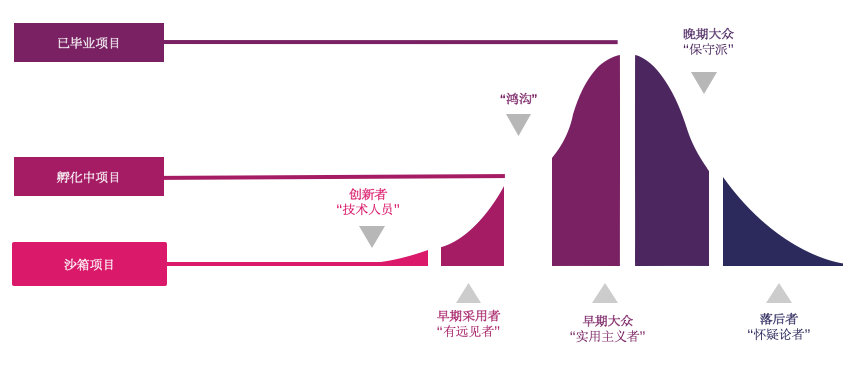 已毕业项目
晚期大众
“保守派”
“鸿沟”
孵化中项目
创新者
“技术人员”
沙箱项目
早期采用者
“有远见者”
早期大众
“实用主义者”
落后者
“怀疑论者”